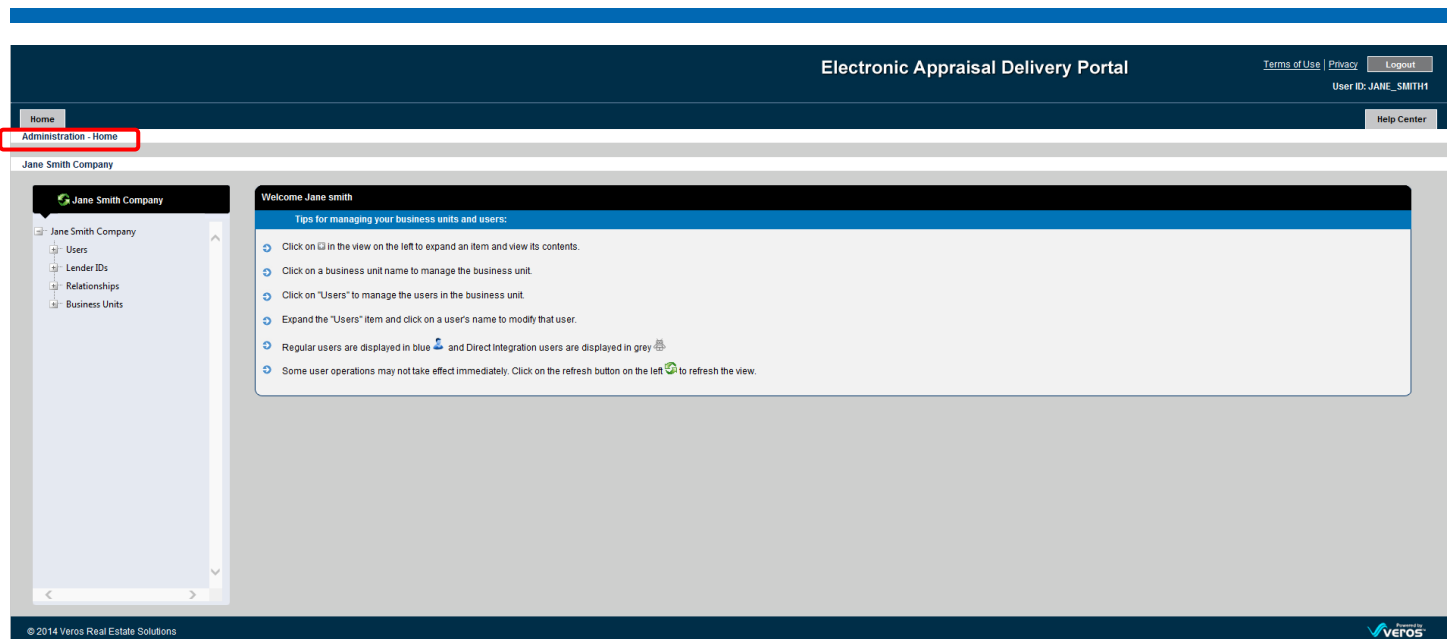 Electronic Appraisal Delivery Portal
Terms of Use | Privacy Logout
User ID: JANE_SMITH1
Home
Help Center
Administration - Home
Jane Smith Company
Jane Smith Company
Jane Smith Company
Users
Lender IDs
Relationships
Business Units
Welcome Jane smith
Tips for managing your business units and users:
Click on in the view on the left to expand an item and view its contents.
Click on a business unit name to manage the business unit.
Click on "Users" to manage the users in the business unit.
Expand the "Users" item and click on a user's name to modify that user.
Regular users are displayed in blue and Direct Integration users are displayed in grey
Some user operations may not take effect immediately. Click on the refresh button on the left to refresh the view.
© 2014 Veros Real Estate Solutions
Powered by
veros